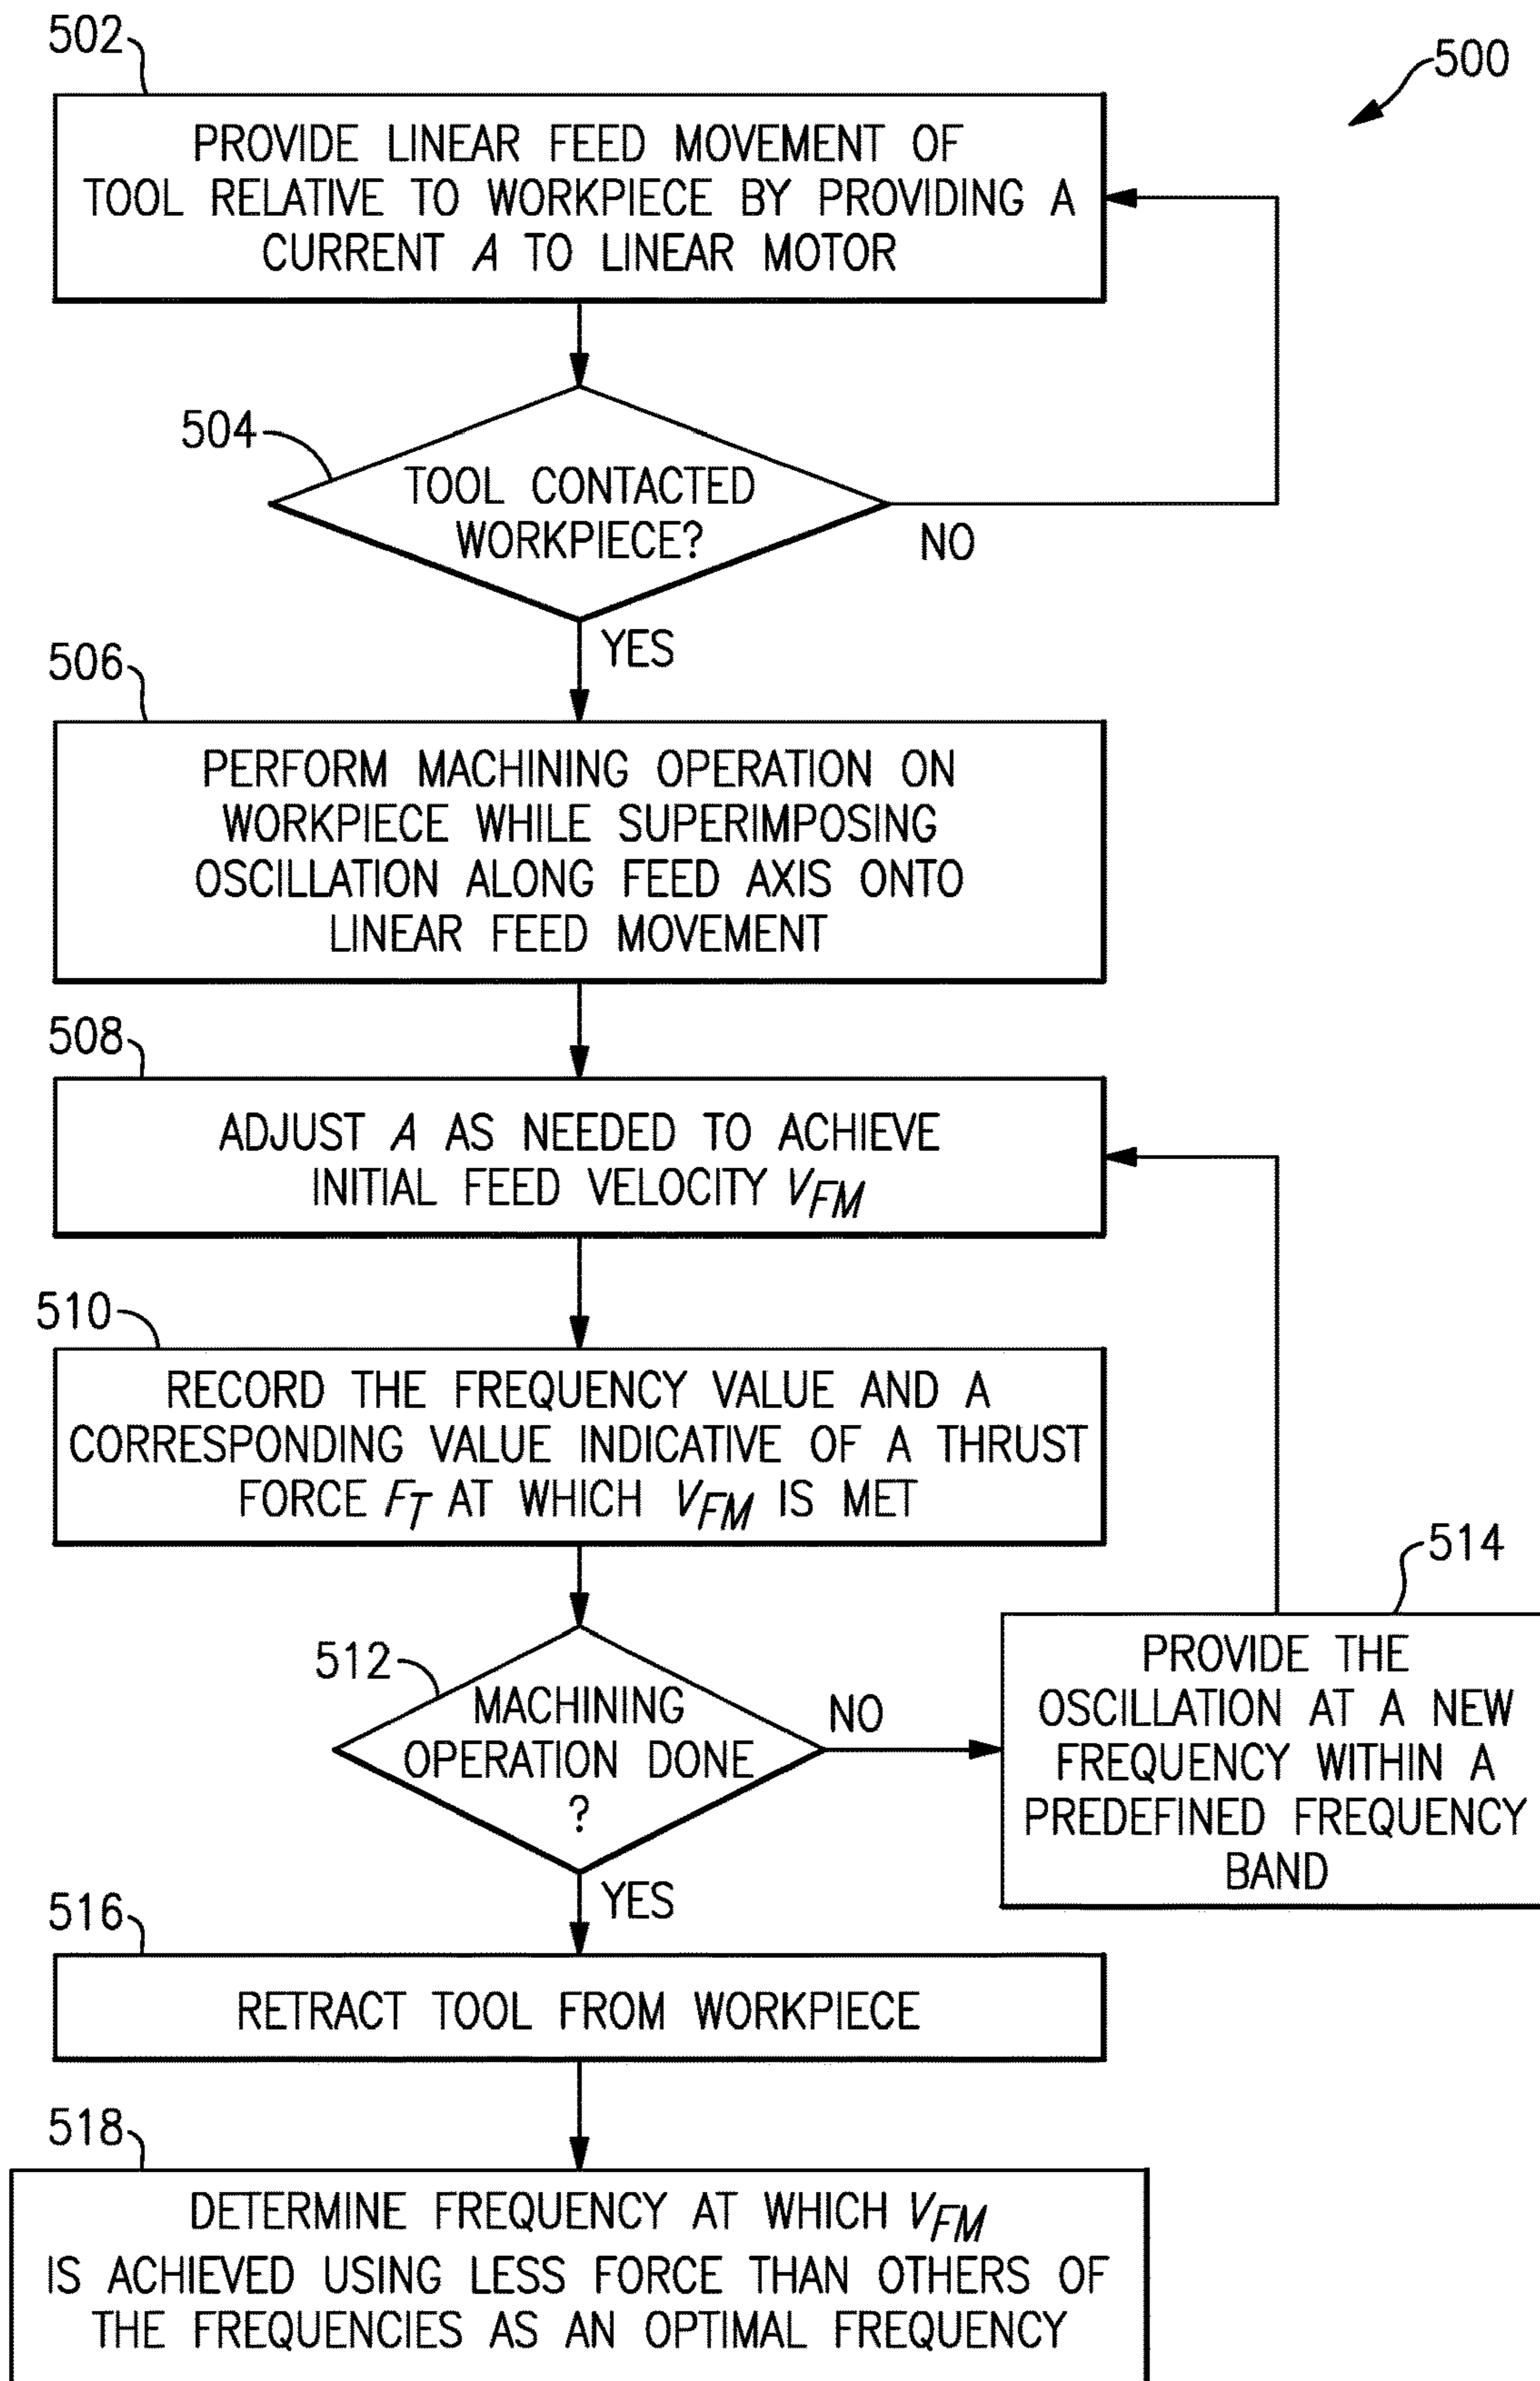 502
500
PROVIDE LINEAR FEED MOVEMENT OF
TOOL RELATIVE TO WORKPIECE BY PROVIDING A
CURRENT A TO LINEAR MOTOR
504
TOOL CONTACTED
WORKPIECE?
NO
YES
506
PERFORM MACHINING OPERATION ON
WORKPIECE WHILE SUPERIMPOSING
OSCILLATION ALONG FEED AXIS ONTO
LINEAR FEED MOVEMENT
508
ADJUST A AS NEEDED TO ACHIEVE
INITIAL FEED VELOCITY VFM
510
RECORD THE FREQUENCY VALUE AND A
CORRESPONDING VALUE INDICATIVE OF A THRUST
FORCE FT AT WHICH VFM IS MET
512
MACHINING
OPERATION DONE
?
NO
514
PROVIDE THE
OSCILLATION AT A NEW
FREQUENCY WITHIN A
PREDEFINED FREQUENCY
BAND
YES
516
RETRACT TOOL FROM WORKPIECE
518
DETERMINE FREQUENCY AT WHICH VFM
IS ACHIEVED USING LESS FORCE THAN OTHERS OF
THE FREQUENCIES AS AN OPTIMAL FREQUENCY